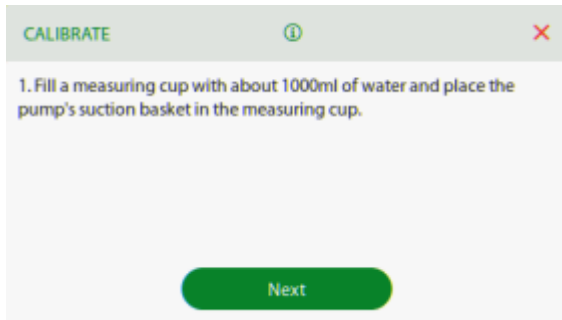 CALIBRATE
1. Fill a measuring cup with about 1000ml of water and place the
pump's suction basket in the measuring cup.
Next